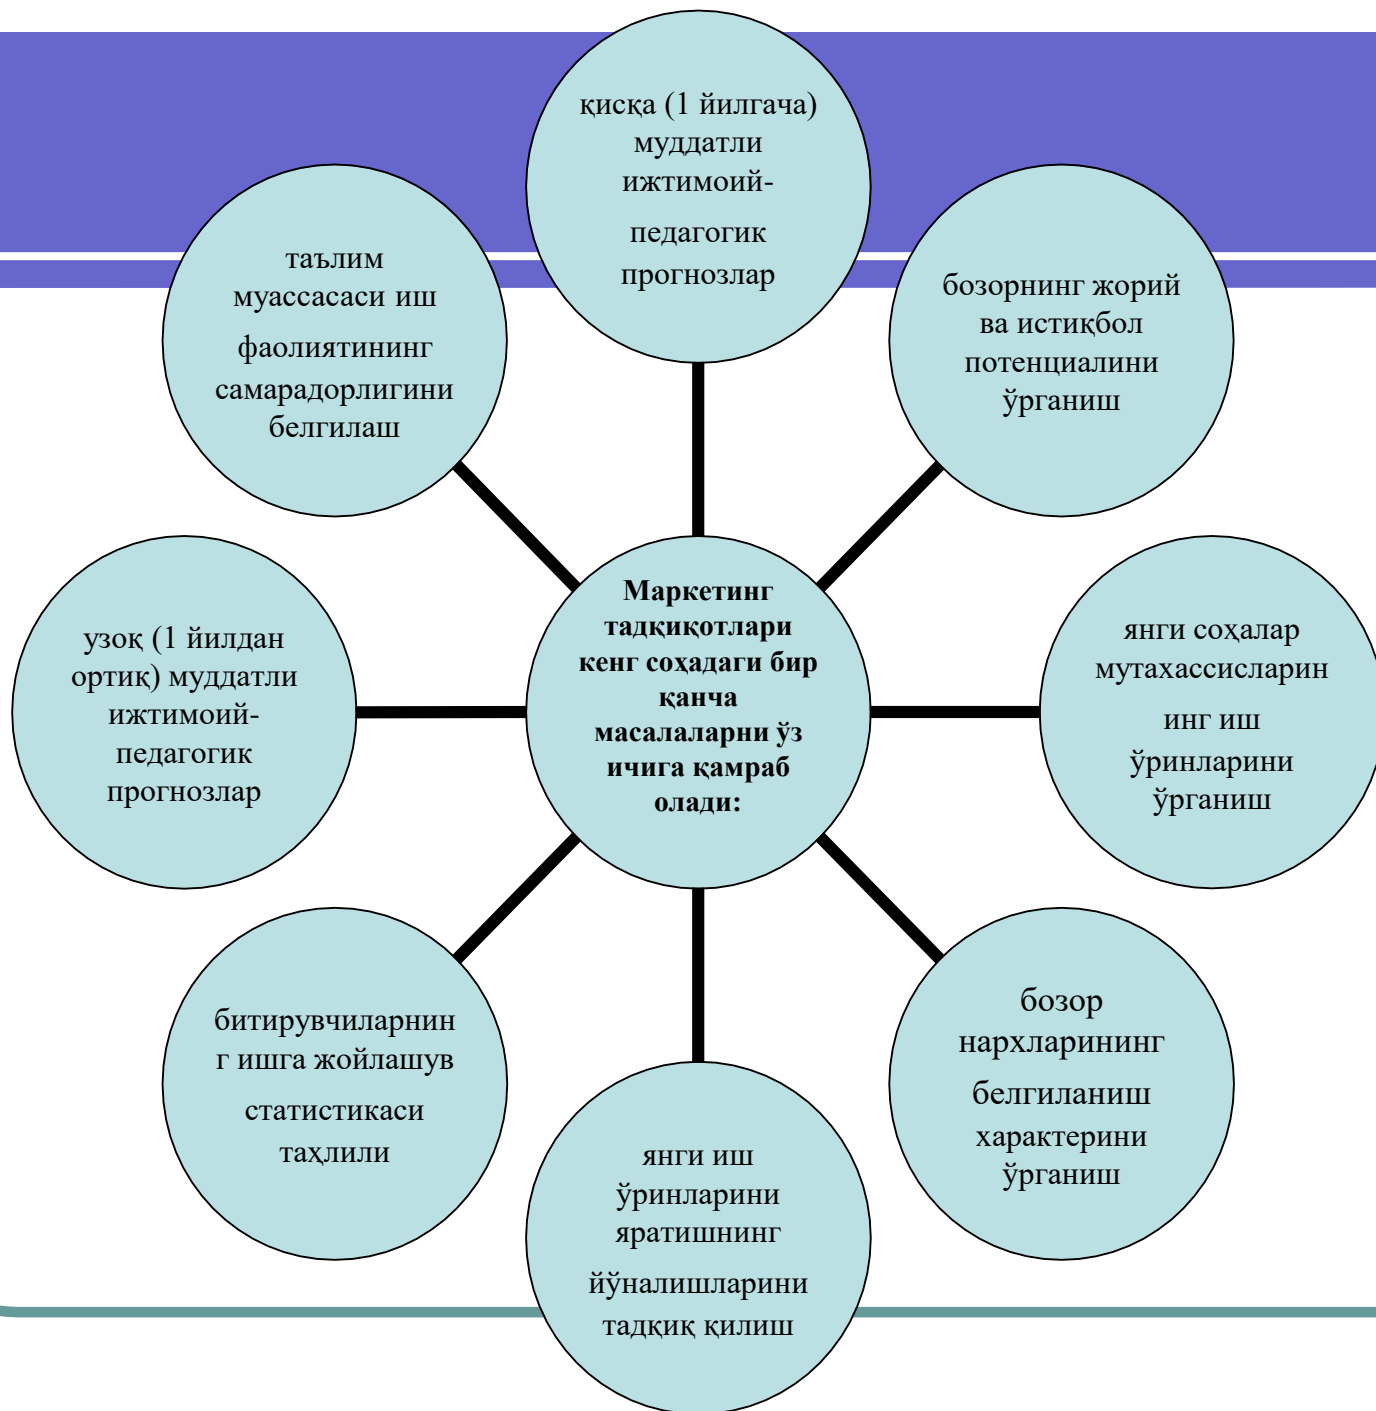 қисқа (1 йилгача)
муддатли
ижтимоий-
педагогик
прогнозлар
бозорнинг жорий
ва истиқбол
потенциалини
ўрганиш
янги соҳалар
мутахассисларин
инг иш
ўринларини
ўрганиш
бозор
нархларининг
белгиланиш
характерини
ўрганиш
янги иш
ўринларини
яратишнинг
йўналишларини
тадқиқ қилиш
битирувчиларнин
г ишга жойлашув
статистикаси
таҳлили
узоқ (1 йилдан
ортиқ) муддатли
ижтимоий-
педагогик
прогнозлар
таълим
муассасаси иш
фаолиятининг
самарадорлигини
белгилаш
Маркетинг
тадқиқотлари
кенг соҳадаги бир
қанча
масалаларни ўз
ичига қамраб
олади: